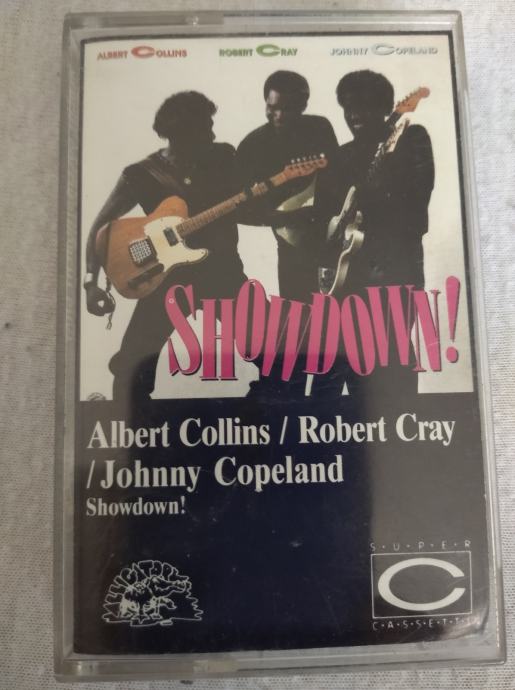 ALBERT COLLINS ROBERT CRAY JOHNNY COPELAND
SHOWDOWN!
Albert Collins / Robert Cray
/ Johnny Copeland
Showdown!
ALLIGATOR
S·U·P·E·R
C
C·A·S·S·E·T·T·E